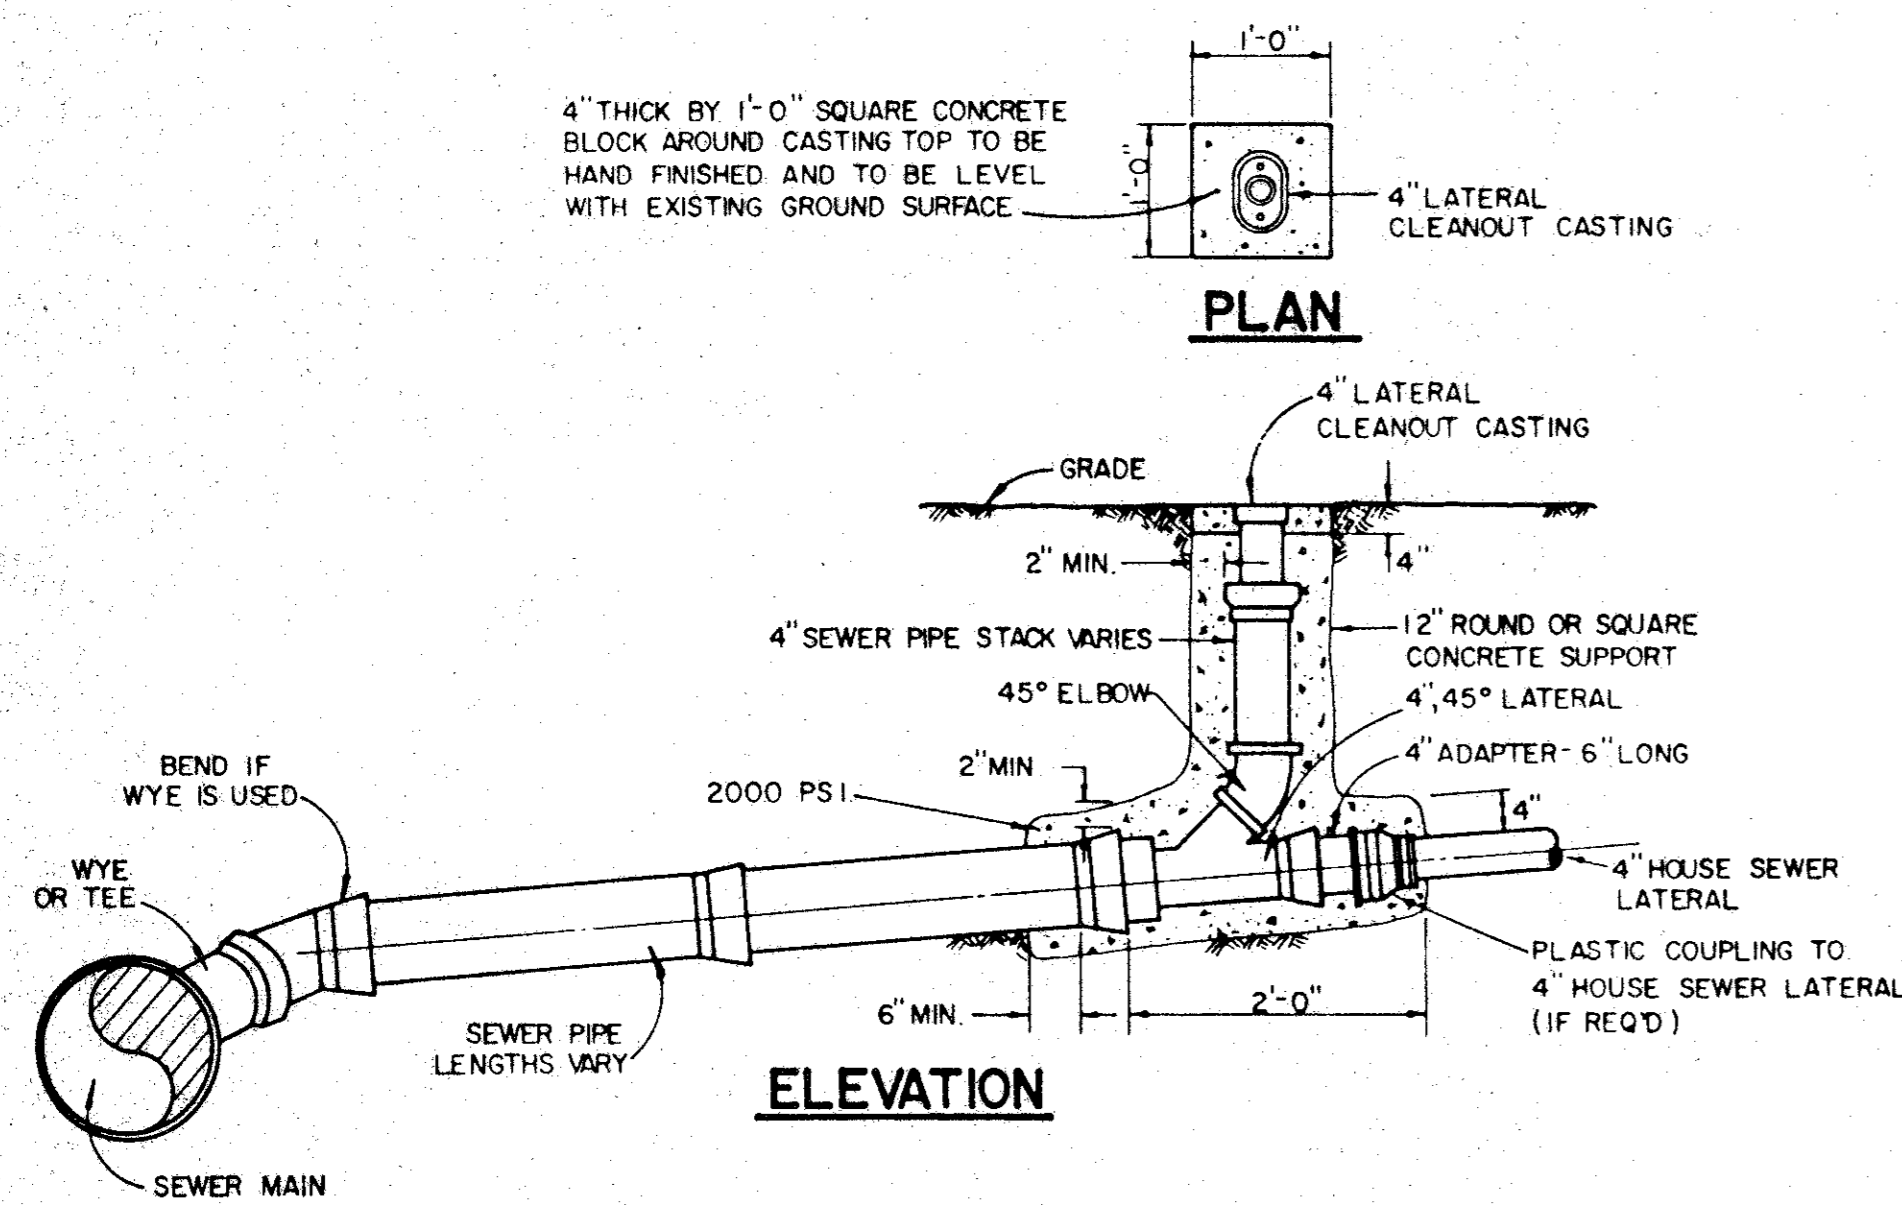 1'-0"
4" THICK BY 1'-0" SQUARE CONCRETE
BLOCK AROUND CASTING TOP TO BE
HAND FINISHED AND TO BE LEVEL
WITH EXISTING GROUND SURFACE
1'-0"
4" LATERAL
CLEANOUT CASTING
PLAN
4" LATERAL
CLEANOUT CASTING
GRADE
2" MIN.
4"
4" SEWER PIPE STACK VARIES
12" ROUND OR SQUARE
CONCRETE SUPPORT
45° ELBOW
4", 45° LATERAL
4" ADAPTER - 6" LONG
BEND IF
WYE IS USED
2" MIN
2000 PSI.
4"
WYE
OR TEE
4" HOUSE SEWER
LATERAL
PLASTIC COUPLING TO
4" HOUSE SEWER LATERAL
(IF REQ'D)
6" MIN.
2'-0"
SEWER PIPE
LENGTHS VARY
ELEVATION
SEWER MAIN